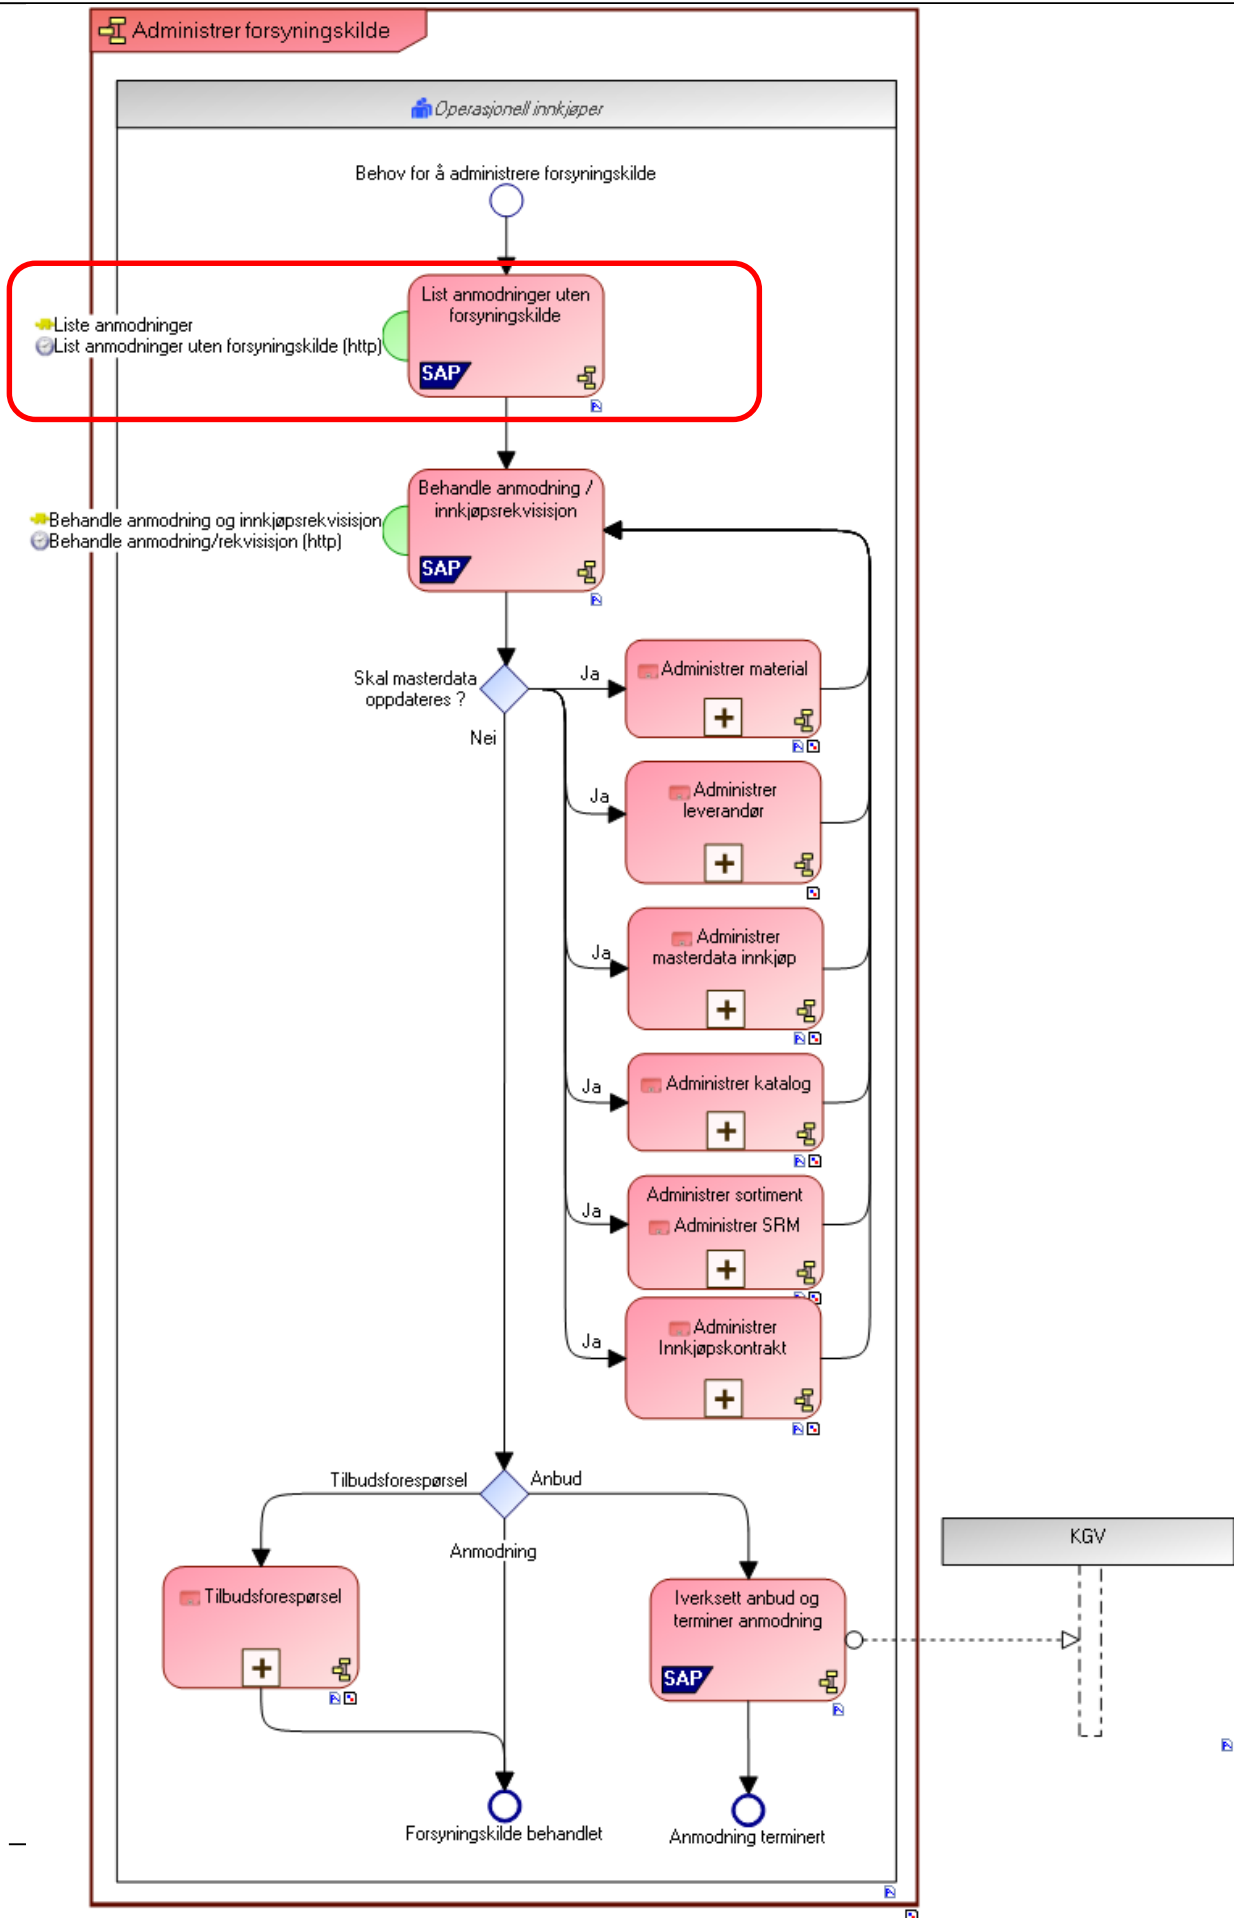 Administrer forsyningskilde
Operasjonell innkjøper
Behov for å administrere forsyningskilde
List anmodninger uten
forsyningskilde
SAP
Liste anmodninger
List anmodninger uten forsyningskilde (http)
Behandle anmodning /
innkjøpsrekvisisjon
SAP
Behandle anmodning og innkjøpsrekvisisjon
Behandle anmodning/rekvisisjon (http)
Skal masterdata
oppdateres ?
Ja
Nei
Administrer material
Ja
Administrer
leverandør
Ja
Administrer
masterdata innkjøp
Ja
Administrer katalog
Ja
Administrer sortiment
Administrer SRM
Ja
Administrer
Innkjøpskontrakt
Tilbudsforespørsel
Anbud
Anmodning
KGV
Tilbudsforespørsel
Iverksett anbud og
terminer anmodning
SAP
Forsyningskilde behandlet
Anmodning terminert